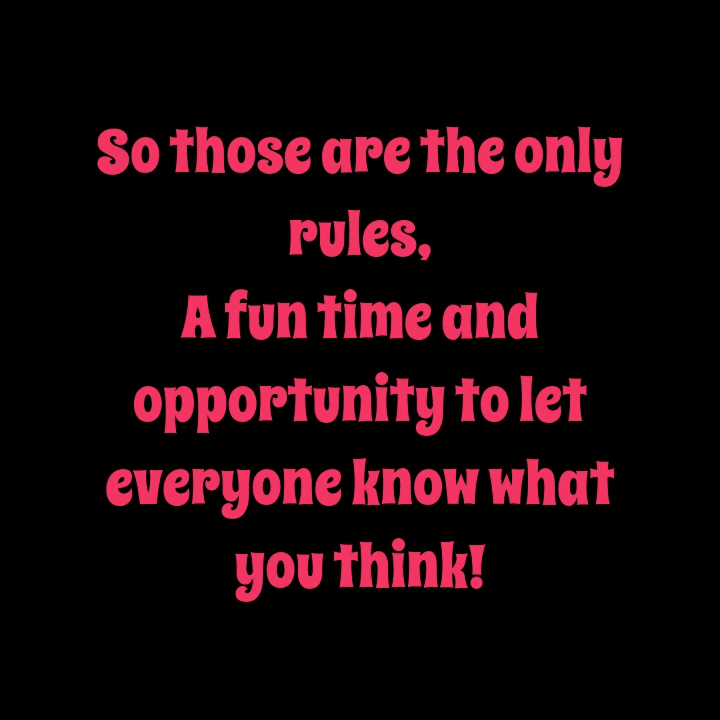 So those are the only
rules,
A fun time and
opportunity to let
everyone know what
you think!